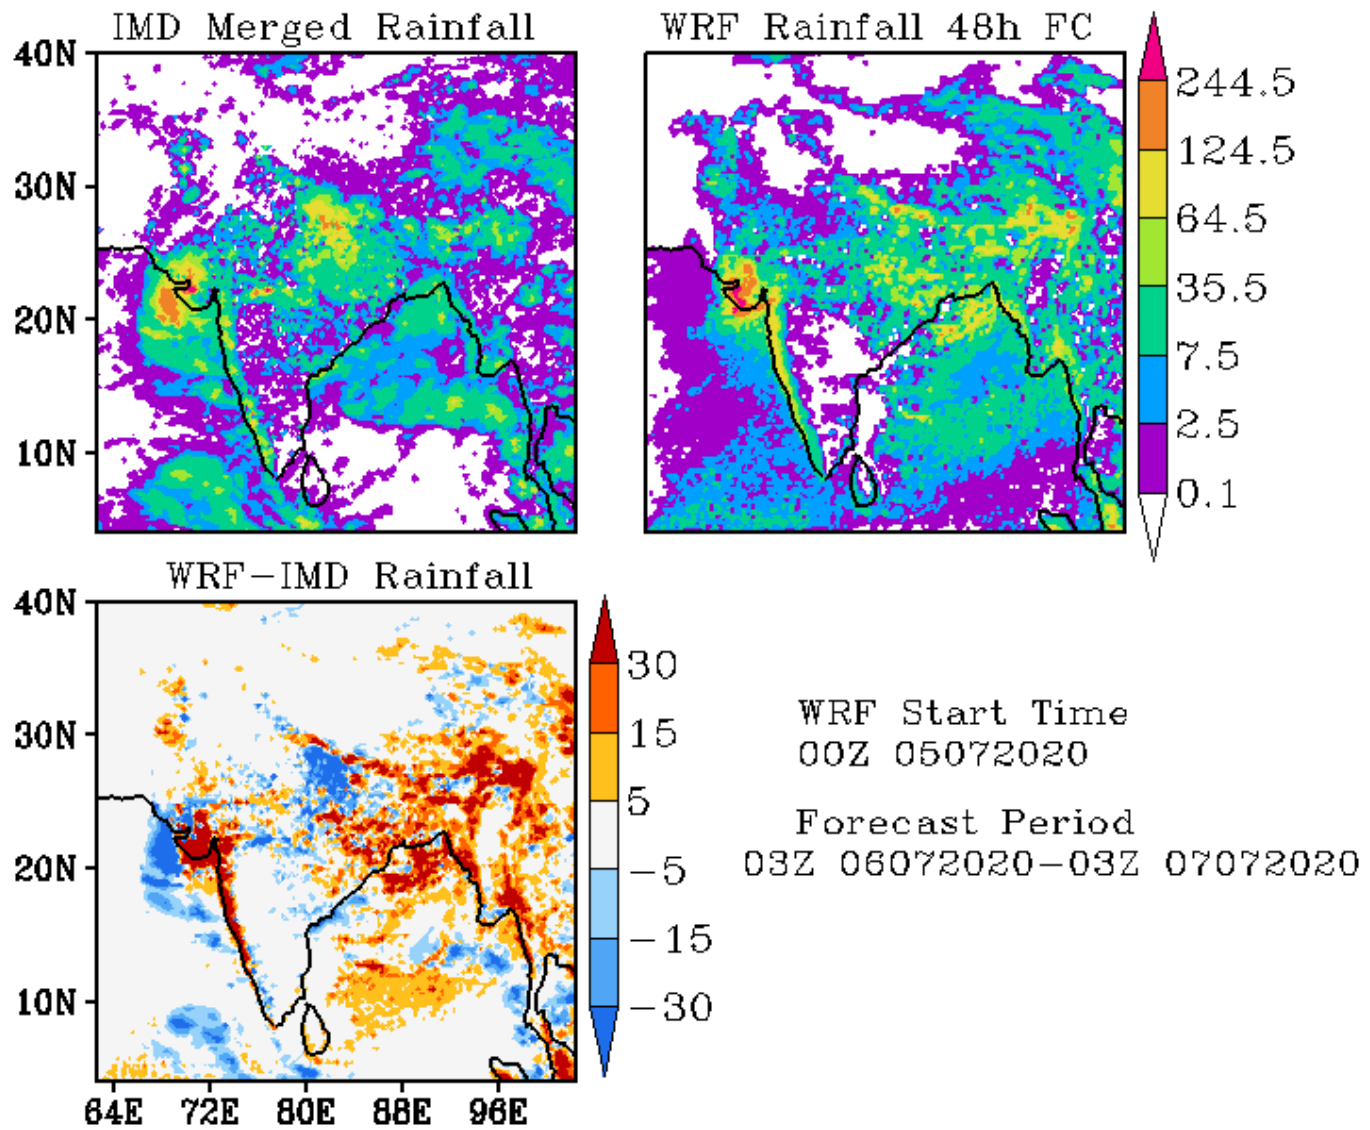 IMD Merged Rainfall
WRF Rainfall 48h FC
40N
30N
20N
10N
244.5
124.5
64.5
35.5
7.5
2.5
0.1
WRF-IMD Rainfall
40N
30N
20N
10N
64E 72E 80E 88E 96E
30
15
5
-5
-15
-30
WRF Start Time
00Z 05072020
Forecast Period
03Z 06072020-03Z 07072020